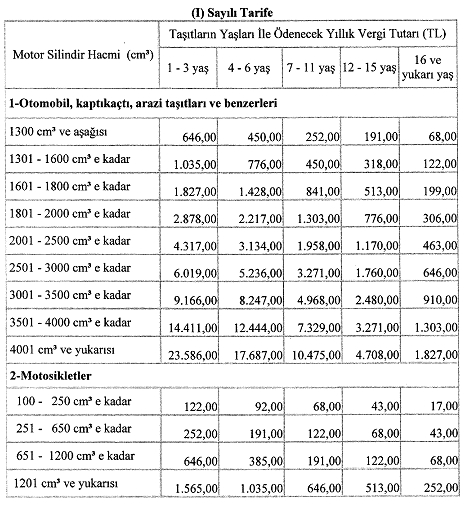 (I) Sayılı Tarife
Motor Silindir Hacmi (cm³)
Taşıtların Yaşları İle Ödenecek Yıllık Vergi Tutarı (TL)
1 - 3 yaş 4 - 6 yaş 7 - 11 yaş 12 - 15 yaş 16 ve yukarı yaş
1-Otomobil, kaptıkaçtı, arazi taşıtları ve benzerleri
1300 cm³ ve aşağısı 646,00 450,00 252,00 191,00 68,00
1301 - 1600 cm³ e kadar 1.035,00 776,00 450,00 318,00 122,00
1601 - 1800 cm³ e kadar 1.827,00 1.428,00 841,00 513,00 199,00
1801 - 2000 cm³ e kadar 2.878,00 2.217,00 1.303,00 776,00 306,00
2001 - 2500 cm³ e kadar 4.317,00 3.134,00 1.958,00 1.170,00 463,00
2501 - 3000 cm³ e kadar 6.019,00 5.236,00 3.271,00 1.760,00 646,00
3001 - 3500 cm³ e kadar 9.166,00 8.247,00 4.968,00 2.480,00 910,00
3501 - 4000 cm³ e kadar 14.411,00 12.444,00 7.329,00 3.271,00 1.303,00
4001 cm³ ve yukarısı 23.586,00 17.687,00 10.475,00 4.708,00 1.827,00
2-Motosikletler
100 - 250 cm³ e kadar 122,00 92,00 68,00 43,00 17,00
251 - 650 cm³ e kadar 252,00 191,00 122,00 68,00 43,00
651 - 1200 cm³ e kadar 646,00 385,00 191,00 122,00 68,00
1201 cm³ ve yukarısı 1.565,00 1.035,00 646,00 513,00 252,00